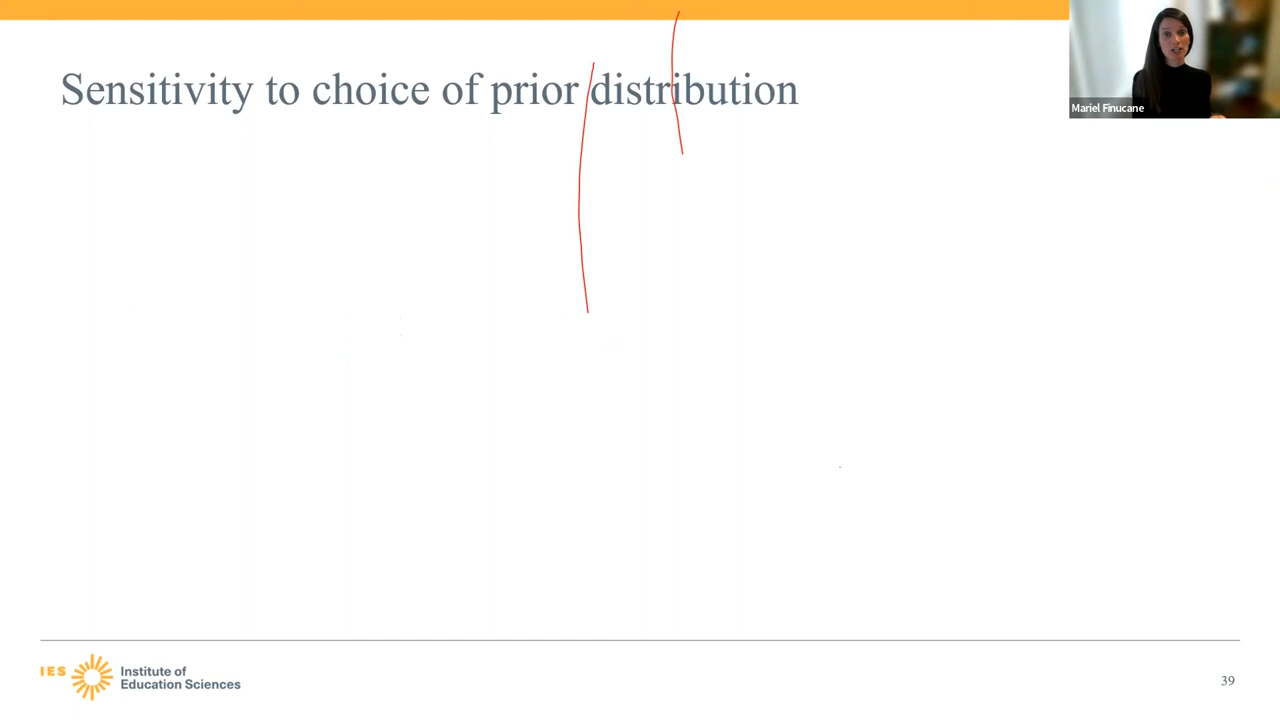 Sensitivity to choice of prior distribution
Mariel Finucane
IES
Institute of
Education Sciences
39